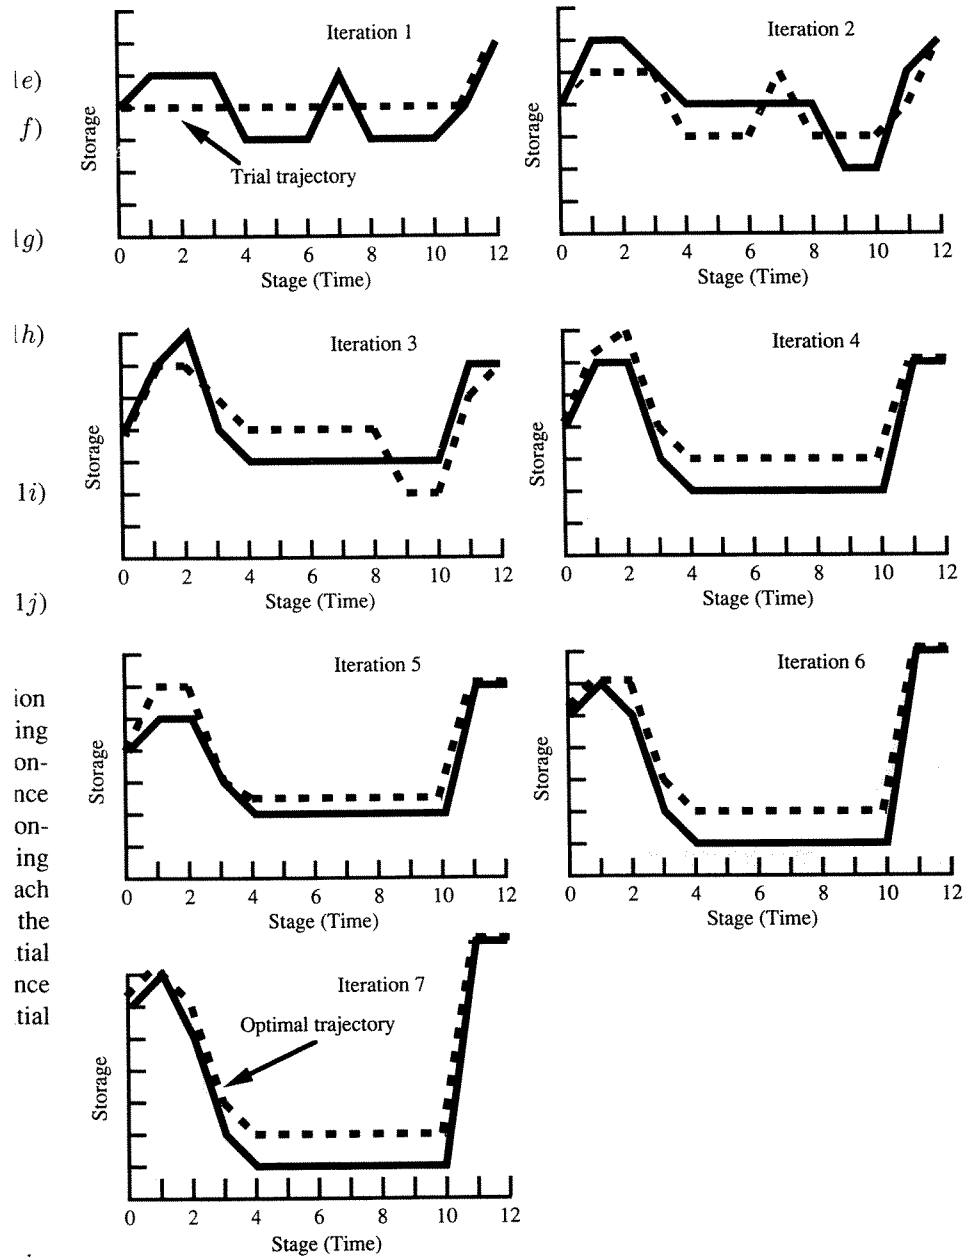 1e)
f)
1g)
1h)
1i)
1j)
ion
ing
on-
nce
on-
ing
ach
the
tial
nce
tial
Iteration 1
Storage
Trial trajectory
0 2 4 6 8 10 12
Stage (Time)
Iteration 2
Storage
0 2 4 6 8 10 12
Stage (Time)
Iteration 3
Storage
0 2 4 6 8 10 12
Stage (Time)
Iteration 4
Storage
0 2 4 6 8 10 12
Stage (Time)
Iteration 5
Storage
0 2 4 6 8 10 12
Stage (Time)
Iteration 6
Storage
0 2 4 6 8 10 12
Stage (Time)
Iteration 7
Optimal trajectory
Storage
0 2 4 6 8 10 12
Stage (Time)